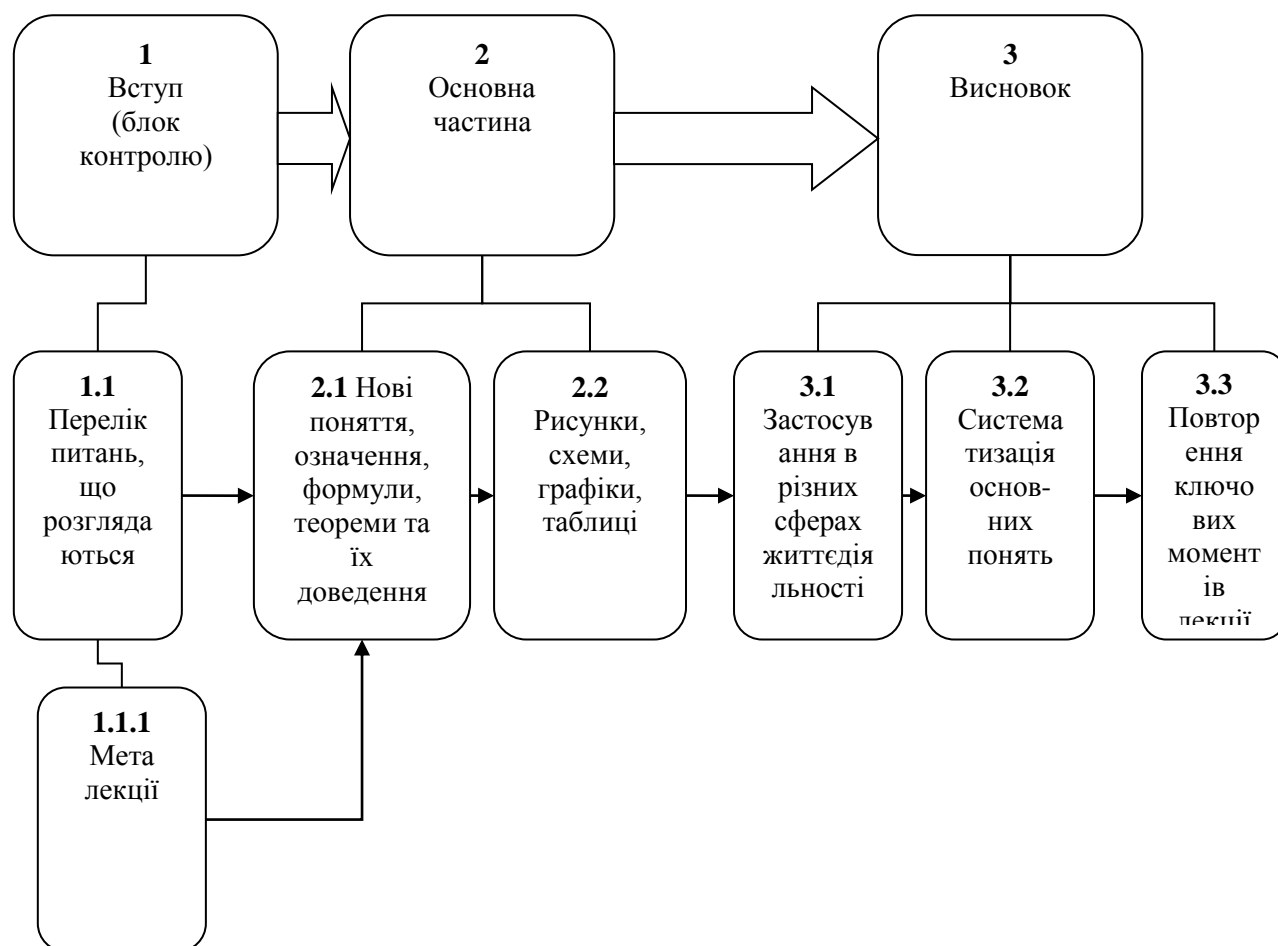 1
Вступ
(блок
контролю)
2
Основна
частина
3
Висновок
1.1
Перелік
питань,
що
розгляда
ються
2.1 Нові
поняття,
означення,
формули,
теореми та
їх
доведення
2.2
Рисунки,
схеми,
графіки,
таблиці
3.1
Застосув
ання в
різних
сферах
життєдія
льності
3.2
Система
тизація
основ-
них
понять
3.3
Повтор
ення
ключо
вих
момент
ів
лекції
1.1.1
Мета
лекції